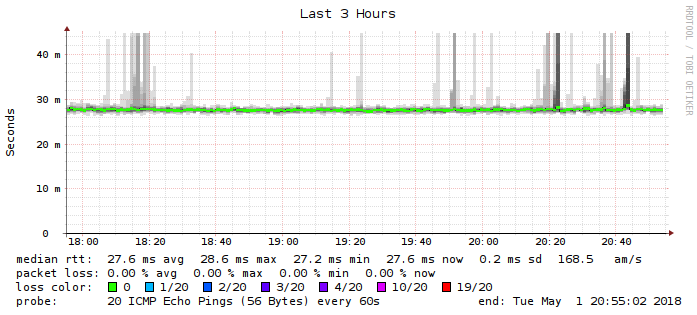 Last 3 Hours
RRDTOOL / TOBI OETIKER
Seconds
40 m
30 m
20 m
10 m
0
18:00 18:20 18:40 19:00 19:20 19:40 20:00 20:20 20:40
median rtt: 27.6 ms avg 28.6 ms max 27.2 ms min 27.6 ms now 0.2 ms sd 168.5 am/s
packet loss: 0.00 % avg 0.00 % max 0.00 % min 0.00 % now
loss color: 0 1/20 2/20 3/20 4/20 10/20 19/20
probe: 20 ICMP Echo Pings (56 Bytes) every 60s end: Tue May 1 20:55:02 2018